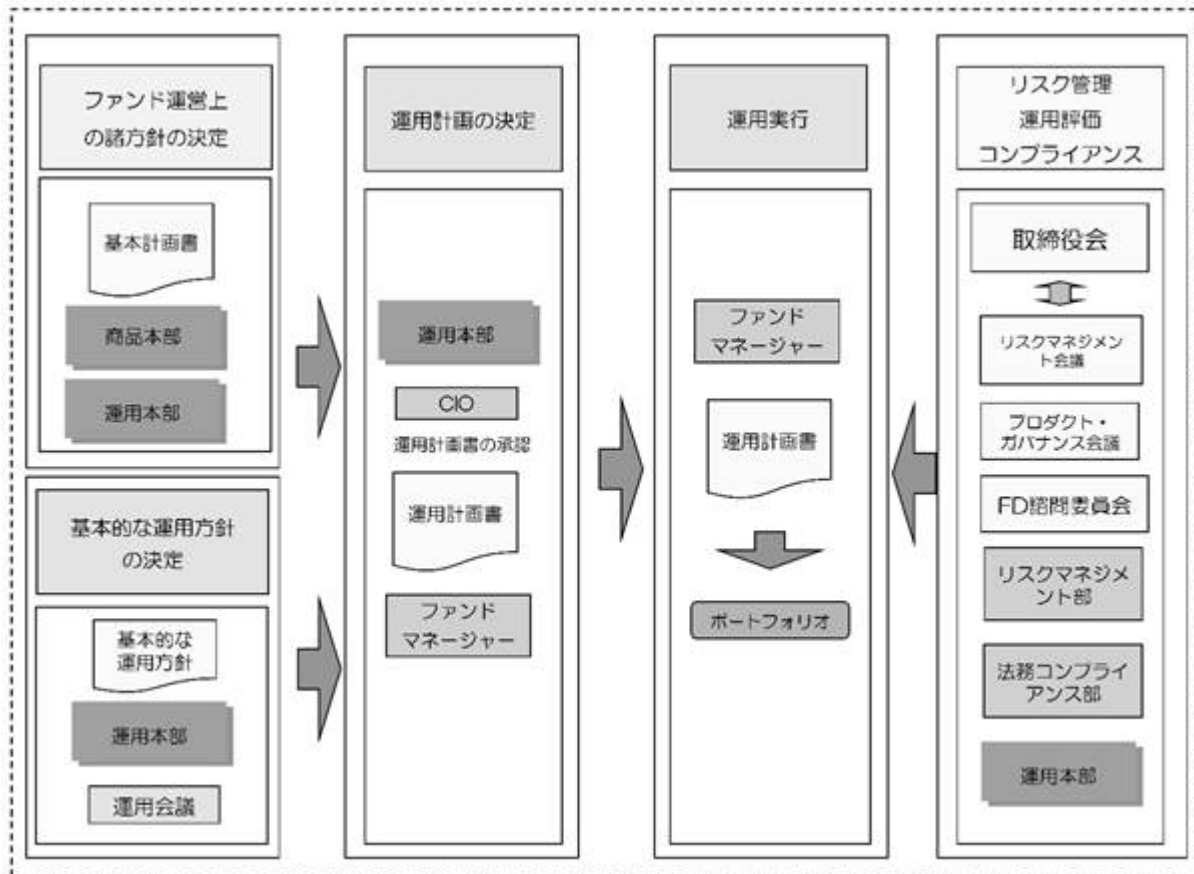 ファンド運営上
の諸方針の決定
基本計画書
商品本部
運用本部
基本的な運用方針
の決定
基本的な
運用方針
運用本部
運用会議
運用計画の決定
運用本部
CIO
運用計画書の承認
運用計画書
ファンド
マネージャー
運用実行
ファンド
マネージャー
運用計画書
ポートフォリオ
リスク管理
運用評価
コンプライアンス
取締役会
リスクマネジメン
ト会議
プロダクト・
ガバナンス会議
FD諮問委員会
リスクマネジメ
ント部
法務コンプライ
アンス部
運用本部